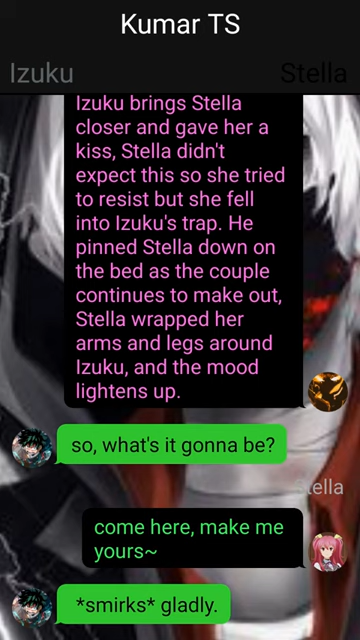 Kumar TS
Izuku
Stella
Izuku brings Stella
closer and gave her a
kiss, Stella didn't
expect this so she tried
to resist but she fell
into Izuku's trap. He
pinned Stella down on
the bed as the couple
continues to make out,
Stella wrapped her
arms and legs around
Izuku, and the mood
lightens up.
so, what's it gonna be?
Stella
come here, make me
yours~
*smirks* gladly.